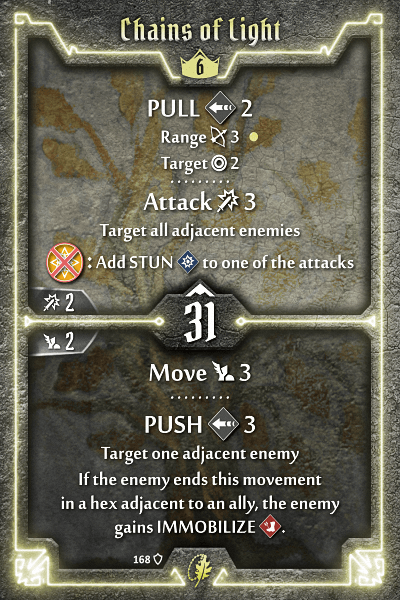 Chains of Light
6
PULL 2
Range 3
Target 2
Attack 3
Target all adjacent enemies
: Add STUN to one of the attacks
2
31
2
Move 3
PUSH 3
Target one adjacent enemy
If the enemy ends this movement
in a hex adjacent to an ally, the enemy
gains IMMOBILIZE .
168